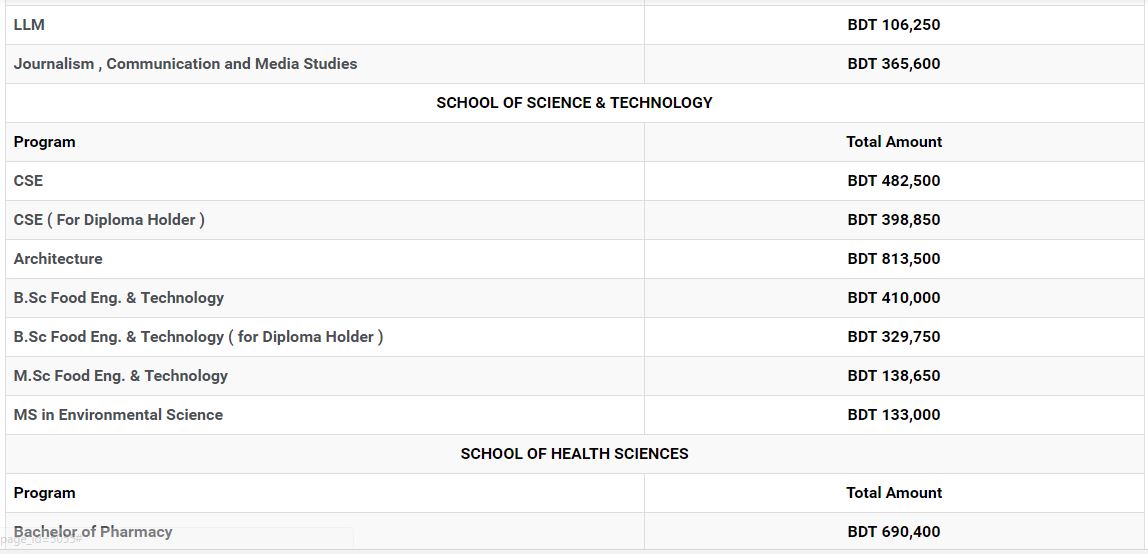 LLM BDT 106,250
Journalism , Communication and Media Studies BDT 365,600
SCHOOL OF SCIENCE & TECHNOLOGY
Program Total Amount
CSE BDT 482,500
CSE ( For Diploma Holder ) BDT 398,850
Architecture BDT 813,500
B.Sc Food Eng. & Technology BDT 410,000
B.Sc Food Eng. & Technology ( for Diploma Holder ) BDT 329,750
M.Sc Food Eng. & Technology BDT 138,650
MS in Environmental Science BDT 133,000
SCHOOL OF HEALTH SCIENCES
Program Total Amount
Bachelor of Pharmacy BDT 690,400